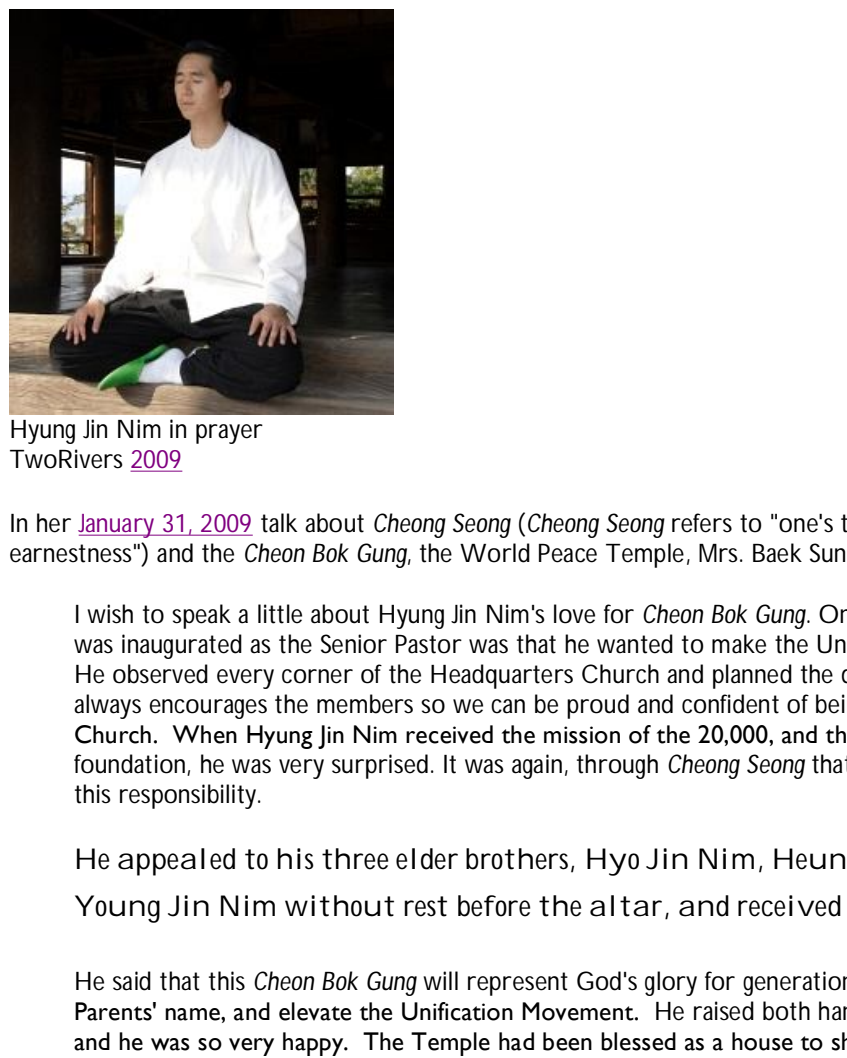 Hyung Jin Nim in prayer
TwoRivers 2009
In her January 31, 2009 talk about Cheong Seong (Cheong Seong refers to "one's t
earnestness") and the Cheon Bok Gung, the World Peace Temple, Mrs. Baek Sun
I wish to speak a little about Hyung Jin Nim's love for Cheon Bok Gung. On
was inaugurated as the Senior Pastor was that he wanted to make the Un
He observed every corner of the Headquarters Church and planned the d
always encourages the members so we can be proud and confident of bei
Church. When Hyung Jin Nim received the mission of the 20,000, and th
foundation, he was very surprised. It was again, through Cheong Seong that
this responsibility.
He appealed to his three elder brothers, Hyo Jin Nim, Heun
Young Jin Nim without rest before the altar, and received
He said that this Cheon Bok Gung will represent God's glory for generation
Parents' name, and elevate the Unification Movement. He raised both han
and he was so very happy. The Temple had been blessed as a house to sh